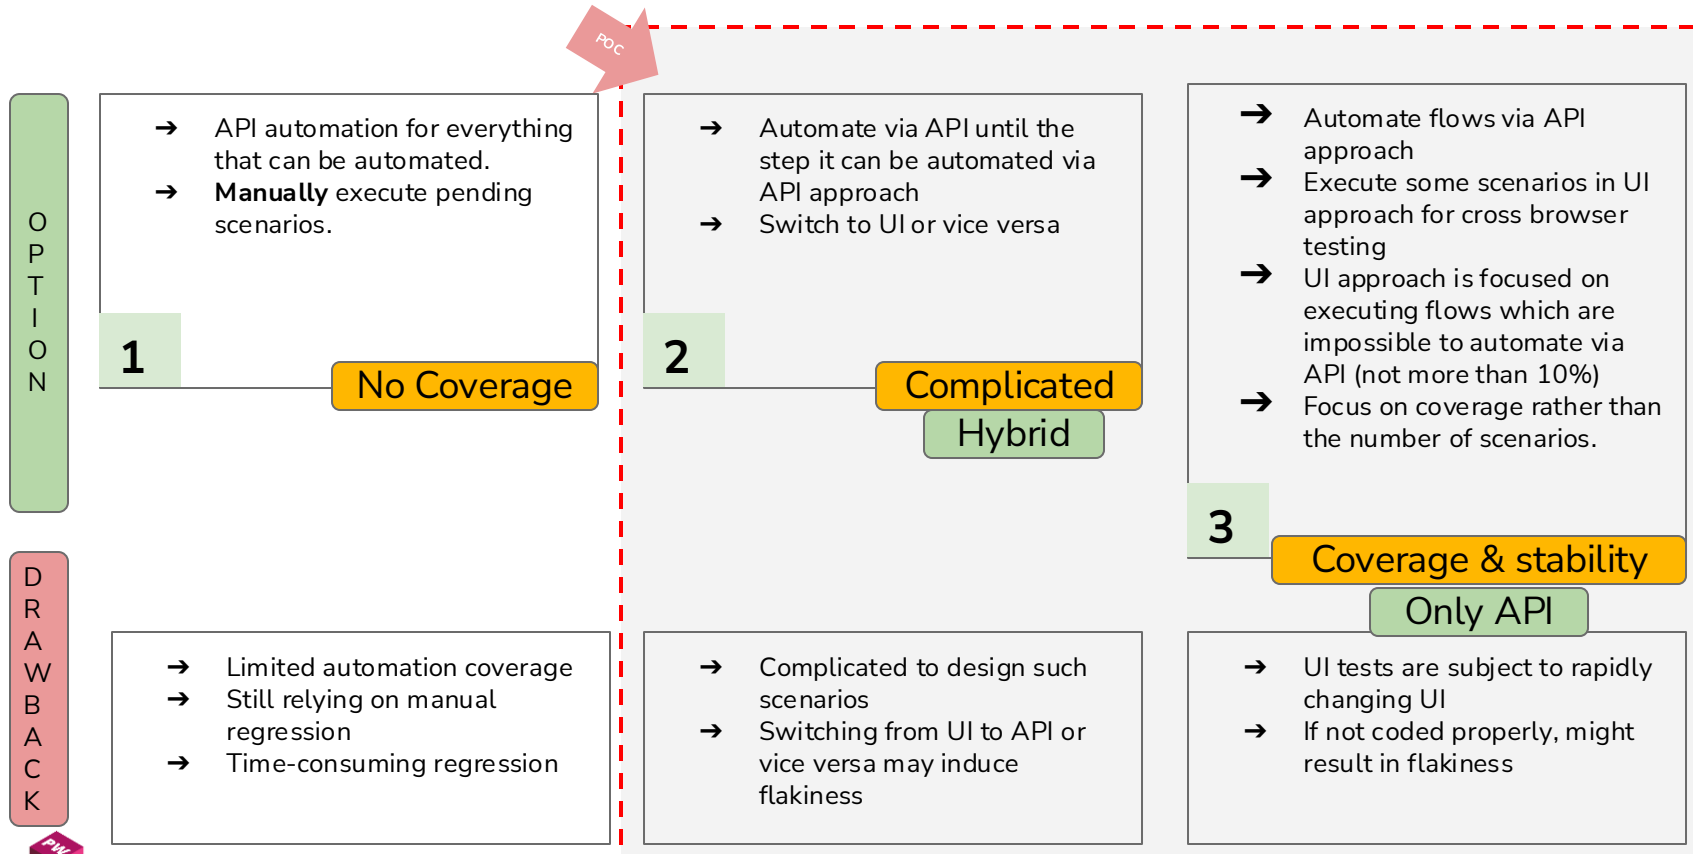 POC
OPTION
➔ API automation for everything
that can be automated.
➔ Manually execute pending
scenarios.
1
No Coverage
➔ Automate via API until the
step it can be automated via
API approach
➔ Switch to UI or vice versa
2
Complicated
Hybrid
➔ Automate flows via API
approach
➔ Execute some scenarios in UI
approach for cross browser
testing
➔ UI approach is focused on
executing flows which are
impossible to automate via
API (not more than 10%)
➔ Focus on coverage rather than
the number of scenarios.
3
Coverage & stability
Only API
DRAWBACK
➔ Limited automation coverage
➔ Still relying on manual
regression
➔ Time-consuming regression
➔ Complicated to design such
scenarios
➔ Switching from UI to API or
vice versa may induce
flakiness
➔ UI tests are subject to rapidly
changing UI
➔ If not coded properly, might
result in flakiness
PW